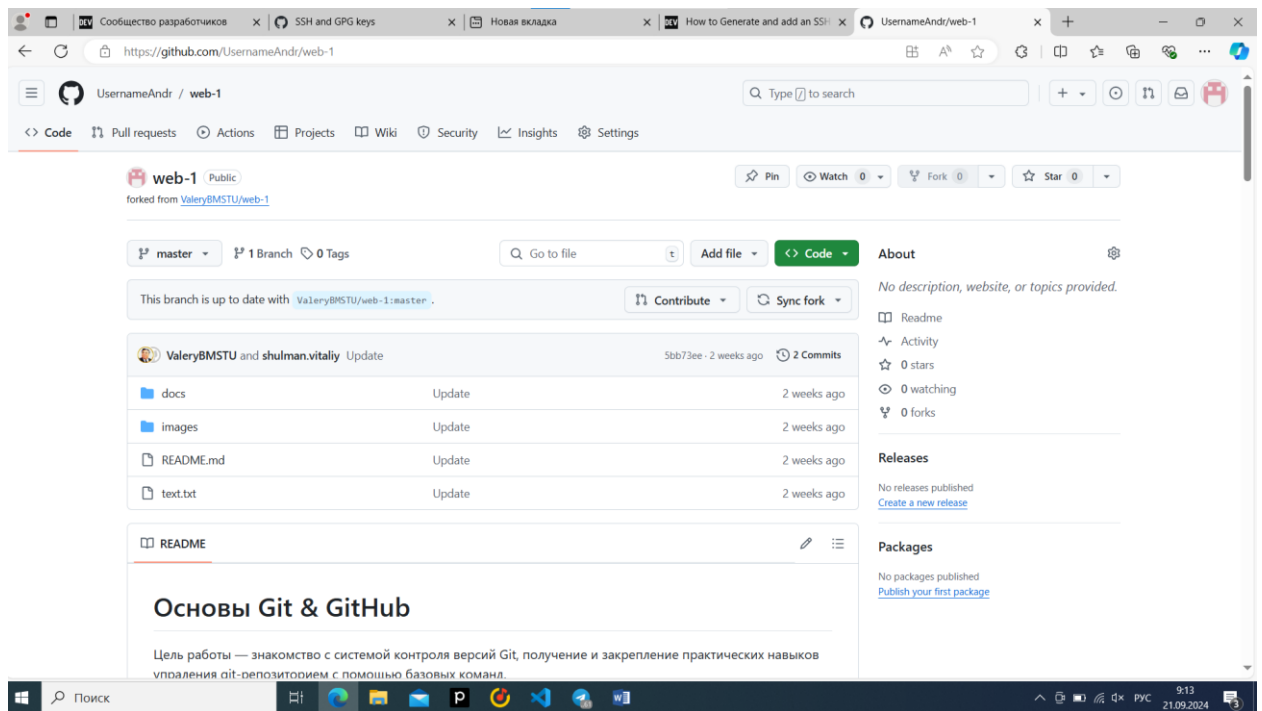 Сообщество разработчиков
SSH and GPG keys
Новая вкладка
How to Generate and add an SSH
UsernameAndr/web-1
https://github.com/UsernameAndr/web-1
UsernameAndr / web-1
Type / to search
Code
Pull requests
Actions
Projects
Wiki
Security
Insights
Settings
web-1 Public
Pin
Watch 0
Fork 0
Star 0
forked from ValeryBMSTU/web-1
master
1 Branch
0 Tags
Go to file t
Add file
Code
About
This branch is up to date with ValeryBMSTU/web-1:master .
Contribute
Sync fork
No description, website, or topics provided.
Readme
Activity
0 stars
0 watching
0 forks
ValeryBMSTU and shulman.vitaliy Update
5bb73ee · 2 weeks ago
2 Commits
docs Update 2 weeks ago
images Update 2 weeks ago
README.md Update 2 weeks ago
text.txt Update 2 weeks ago
Releases
No releases published
Create a new release
README
Packages
No packages published
Publish your first package
Основы Git & GitHub
Цель работы — знакомство с системой контроля версий Git, получение и закрепление практических навыков
упраления git-репозиторием с помощью базовых команд.
Поиск
РУС
9:13
21.09.2024
3